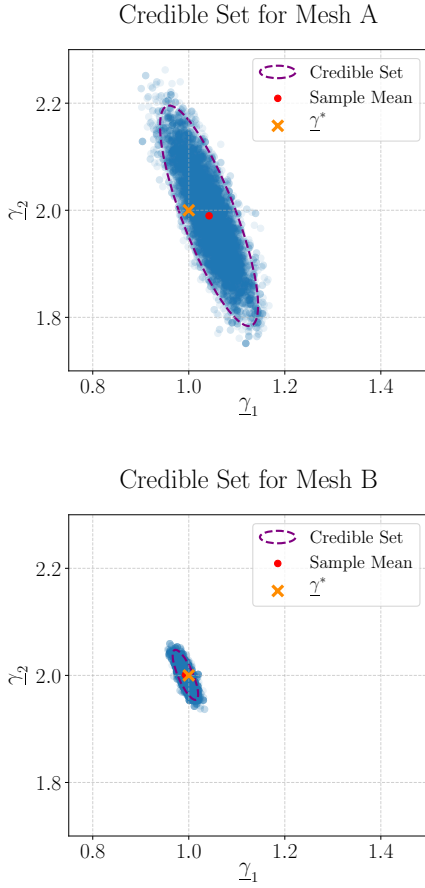 Credible Set for Mesh A
Credible Set
Sample Mean
γ*
2.2
2.0
1.8
γ2
0.8
1.0
1.2
1.4
γ1
Credible Set for Mesh B
Credible Set
Sample Mean
γ*
2.2
2.0
1.8
γ2
0.8
1.0
1.2
1.4
γ1